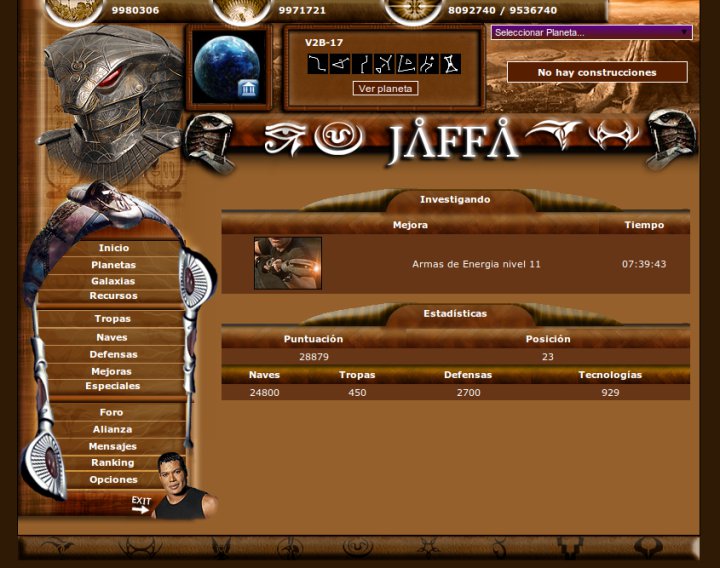 9980306 9971721 8092740 / 9536740
Seleccionar Planeta...
V2B-17
Ver planeta
No hay construcciones
JÅFFÅ
Inicio
Planetas
Galaxias
Recursos
Tropas
Naves
Defensas
Mejoras
Especiales
Foro
Alianza
Mensajes
Ranking
Opciones
EXIT
Investigando
Mejora Tiempo
Armas de Energia nivel 11 07:39:43
Estadísticas
Puntuación Posición
28879 23
Naves Tropas Defensas Tecnologías
24800 450 2700 929